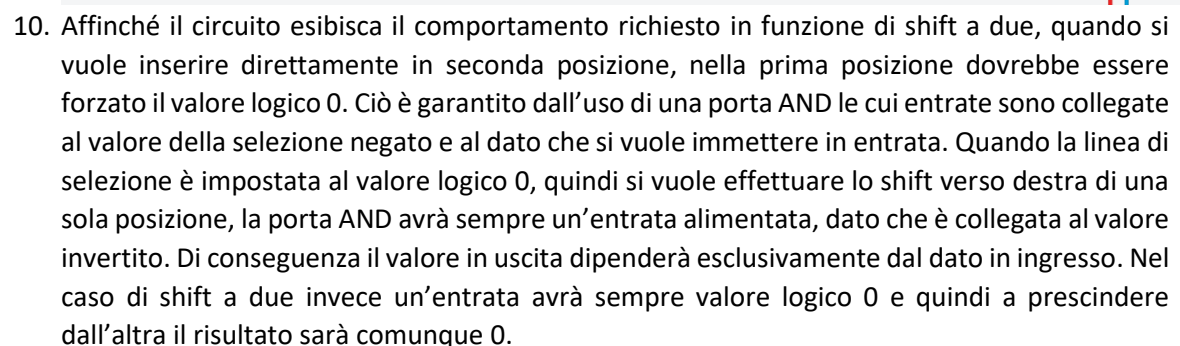 10. Affinché il circuito esibisca il comportamento richiesto in funzione di shift a due, quando si
vuole inserire direttamente in seconda posizione, nella prima posizione dovrebbe essere
forzato il valore logico 0. Ciò è garantito dall'uso di una porta AND le cui entrate sono collegate
al valore della selezione negato e al dato che si vuole immettere in entrata. Quando la linea di
selezione è impostata al valore logico 0, quindi si vuole effettuare lo shift verso destra di una
sola posizione, la porta AND avrà sempre un'entrata alimentata, dato che è collegata al valore
invertito. Di conseguenza il valore in uscita dipenderà esclusivamente dal dato in ingresso. Nel
caso di shift a due invece un'entrata avrà sempre valore logico 0 e quindi a prescindere
dall'altra il risultato sarà comunque 0.